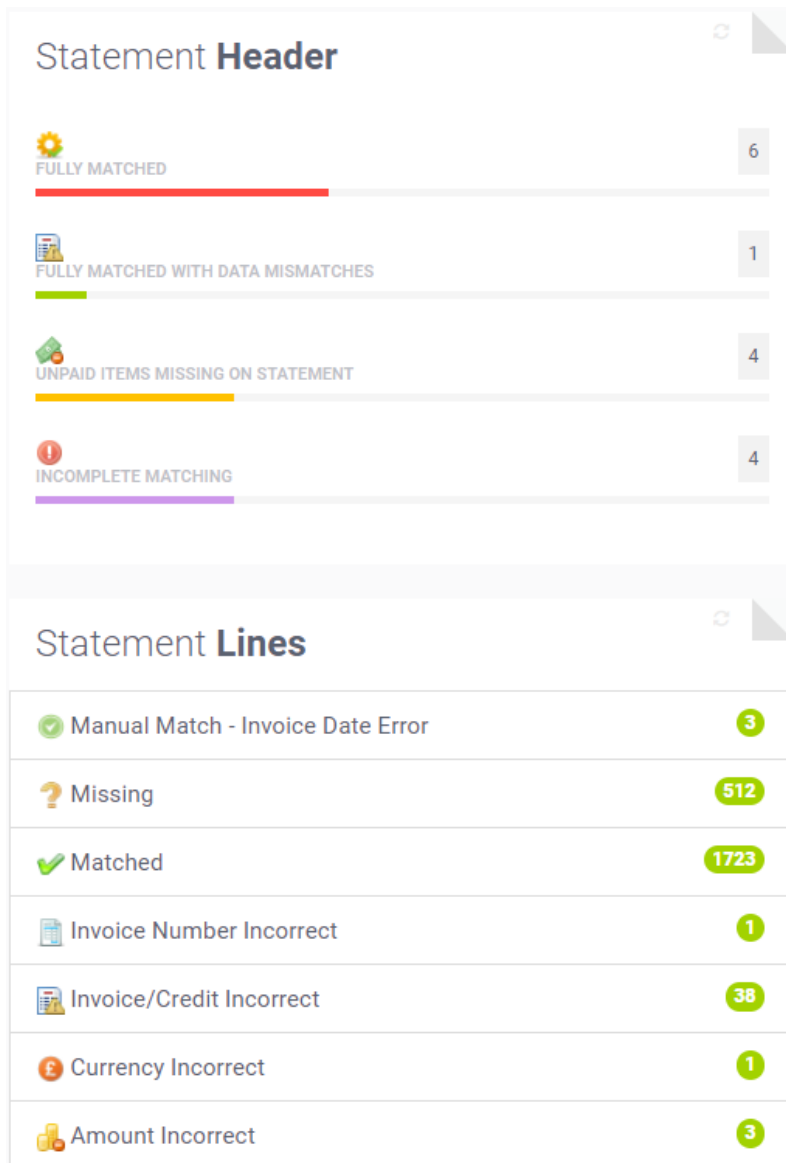 Statement Header
FULLY MATCHED
6
FULLY MATCHED WITH DATA MISMATCHES
1
UNPAID ITEMS MISSING ON STATEMENT
4
INCOMPLETE MATCHING
4
Statement Lines
Manual Match - Invoice Date Error 3
Missing 512
Matched 1723
Invoice Number Incorrect 1
Invoice/Credit Incorrect 38
Currency Incorrect 1
Amount Incorrect 3